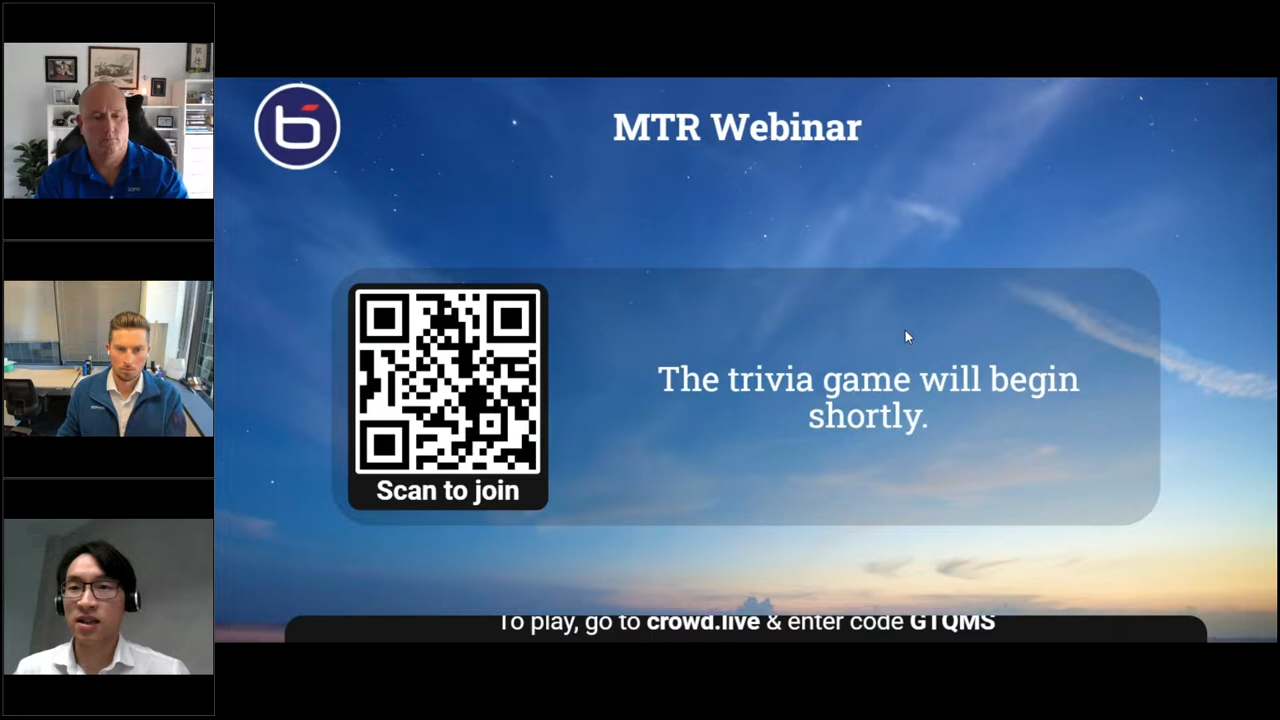 MTR Webinar
The trivia game will begin
shortly.
Scan to join
To play, go to crowd.live & enter code GTQMS